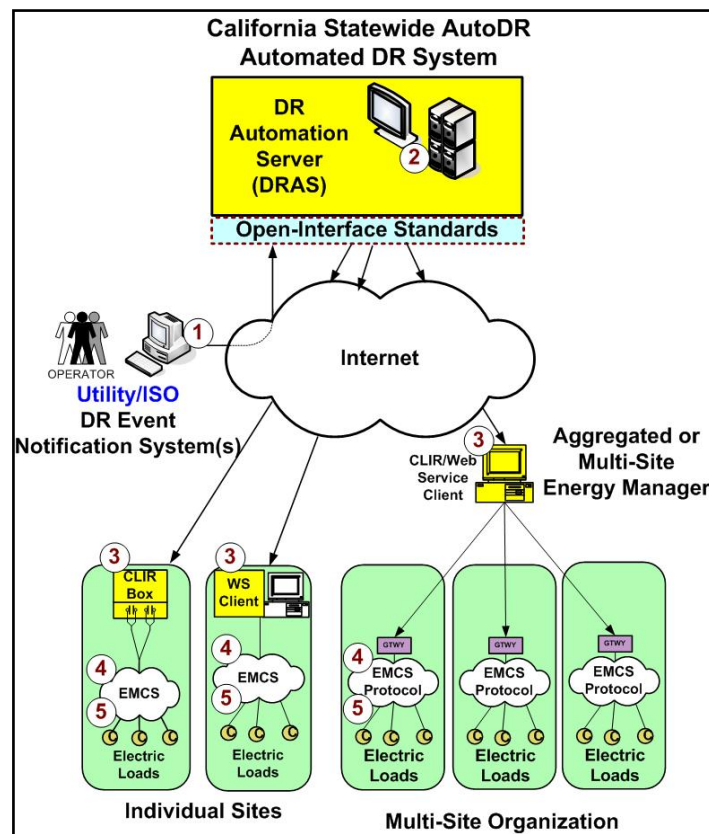 California Statewide AutoDR
Automated DR System
DR
Automation
Server
(DRAS)
2
Open-Interface Standards
1
OPERATOR
Utility/ISO
DR Event
Notification System(s)
Internet
3
CLIR/Web
Service
Client
Aggregated or
Multi-Site
Energy Manager
3
CLIR
Box
4
EMCS
5
Electric
Loads
3
WS
Client
4
EMCS
5
Electric
Loads
Individual Sites
GTWY
4
EMCS
Protocol
5
Electric
Loads
GTWY
EMCS
Protocol
Electric
Loads
GTWY
EMCS
Protocol
Electric
Loads
Multi-Site Organization